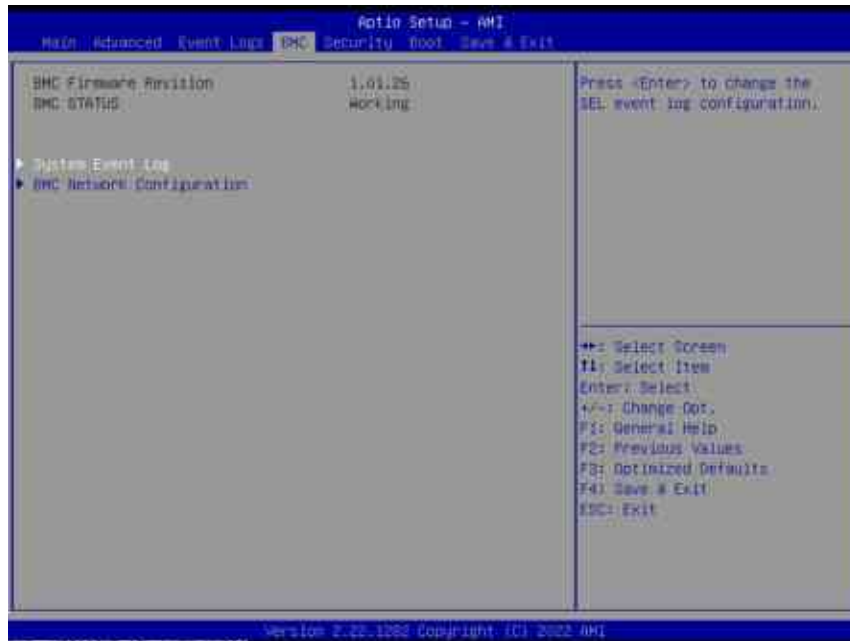 Aptio Setup - AMI
Main Advanced Event Logs BMC Security Boot Save & Exit
BMC Firmware Revision 1.01.26
BMC STATUS Working
System Event Log
BMC Network Configuration
Press <Enter> to change the
SEL event log configuration.
→←: Select Screen
↑↓: Select Item
Enter: Select
+/-: Change Opt.
F1: General Help
F2: Previous Values
F3: Optimized Defaults
F4: Save & Exit
ESC: Exit
Version 2.22.1282 Copyright (C) 2022 AMI